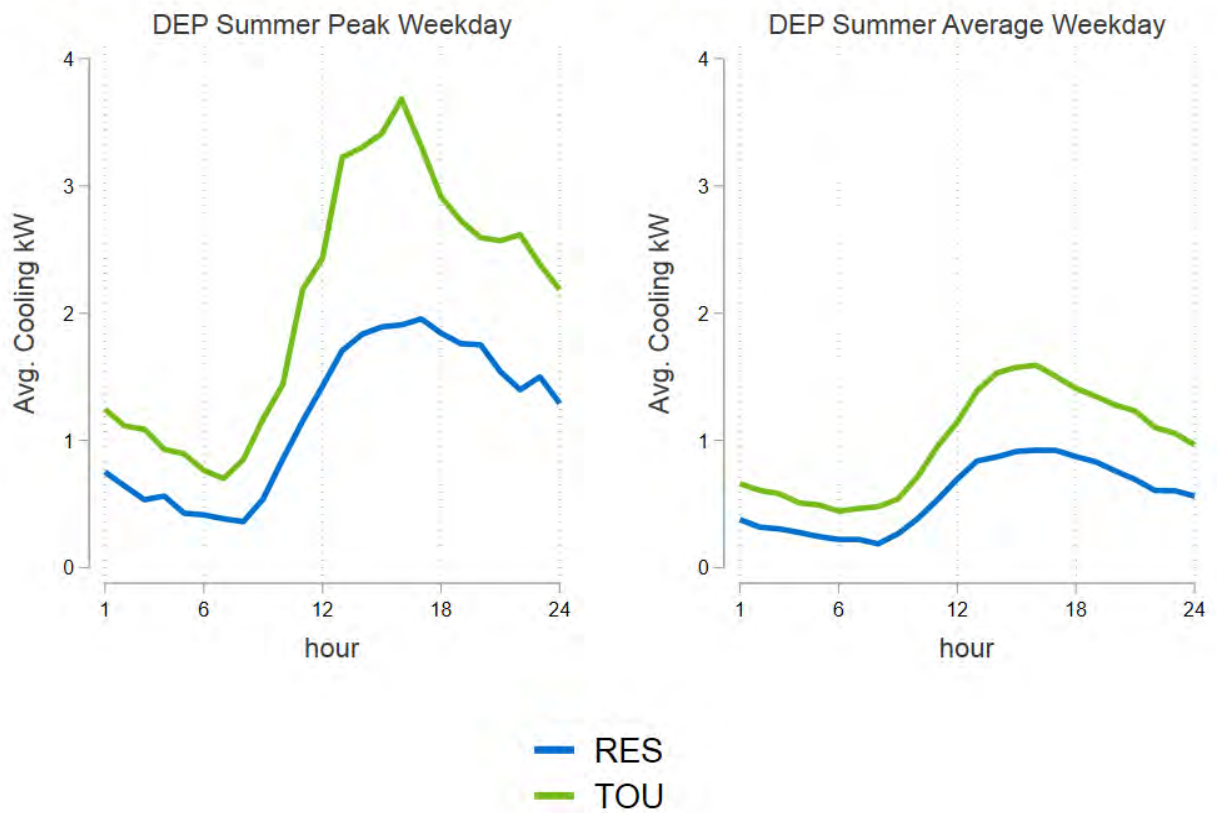 DEP Summer Peak Weekday
4
3
2
1
0
Avg. Cooling kW
1 6 12 18 24
hour
DEP Summer Average Weekday
4
3
2
1
0
Avg. Cooling kW
1 6 12 18 24
hour
RES
TOU